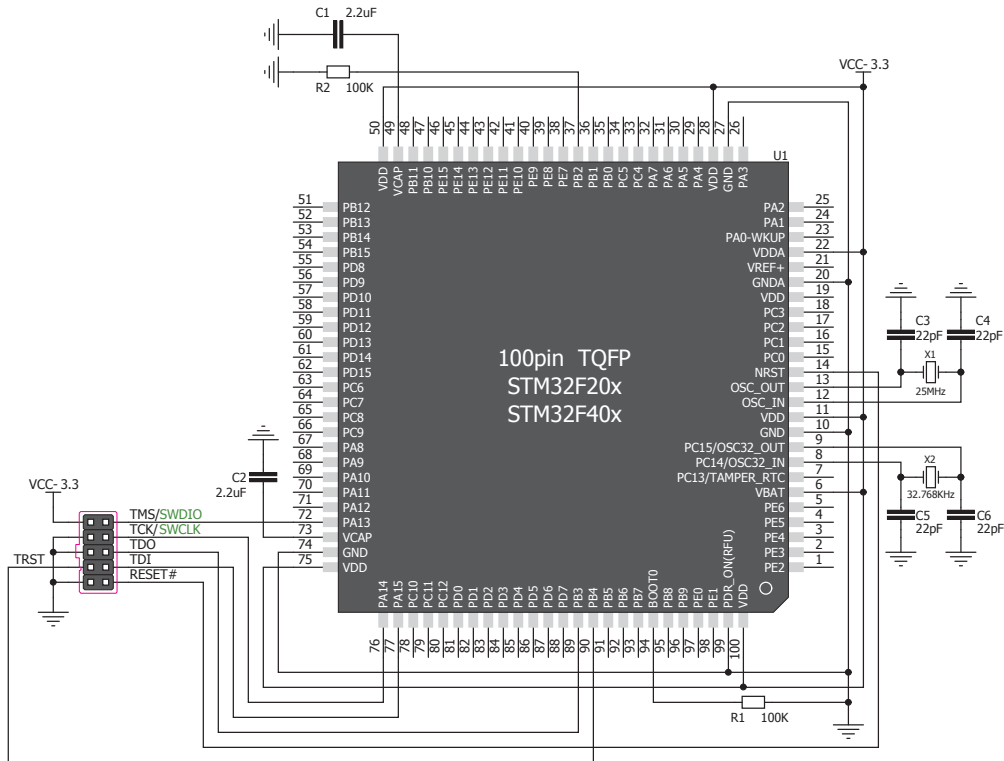 C1 2.2uF
R2 100K
VCC-3.3
50 49 48 47 46 45 44 43 42 41 40 39 38 37 36 35 34 33 32 31 30 29 28 27 26
U1
VDD VCAP PB11 PB10 PE15 PE14 PE13 PE12 PE11 PE10 PE9 PE8 PE7 PB2 PB1 PB0 PC5 PC4 PA7 PA6 PA5 PA4 VDD GND PA3
51 PB12
52 PB13
53 PB14
54 PB15
55 PD8
56 PD9
57 PD10
58 PD11
59 PD12
60 PD13
61 PD14
62 PD15
63 PC6
64 PC7
65 PC8
66 PC9
67 PA8
68 PA9
69 PA10
70 PA11
71 PA12
72 PA13
73 VCAP
74 GND
75 VDD
100pin TQFP
STM32F20x
STM32F40x
PA2 25
PA1 24
PA0-WKUP 23
VDDA 22
VREF+ 21
GNDA 20
VDD 19
PC3 18
PC2 17
PC1 16
PC0 15
NRST 14
OSC_OUT 13
OSC_IN 12
VDD 11
GND 10
PC15/OSC32_OUT 9
PC14/OSC32_IN 8
PC13/TAMPER_RTC 7
VBAT 6
PE6 5
PE5 4
PE4 3
PE3 2
PE2 1
C3
22pF
C4
22pF
X1
25MHz
X2
32.768KHz
C5
22pF
C6
22pF
C2
2.2uF
VCC-3.3
TMS/SWDIO
TCK/SWCLK
TDO
TRST
TDI
RESET#
PA14 PA15 PC10 PC11 PC12 PD0 PD1 PD2 PD3 PD4 PD5 PD6 PD7 PB3 PB4 PB5 PB6 PB7 BOOT0 PB8 PB9 PE0 PE1 PDR_ON(RFU) VDD
76 77 78 79 80 81 82 83 84 85 86 87 88 89 90 91 92 93 94 95 96 97 98 99 100
R1 100K